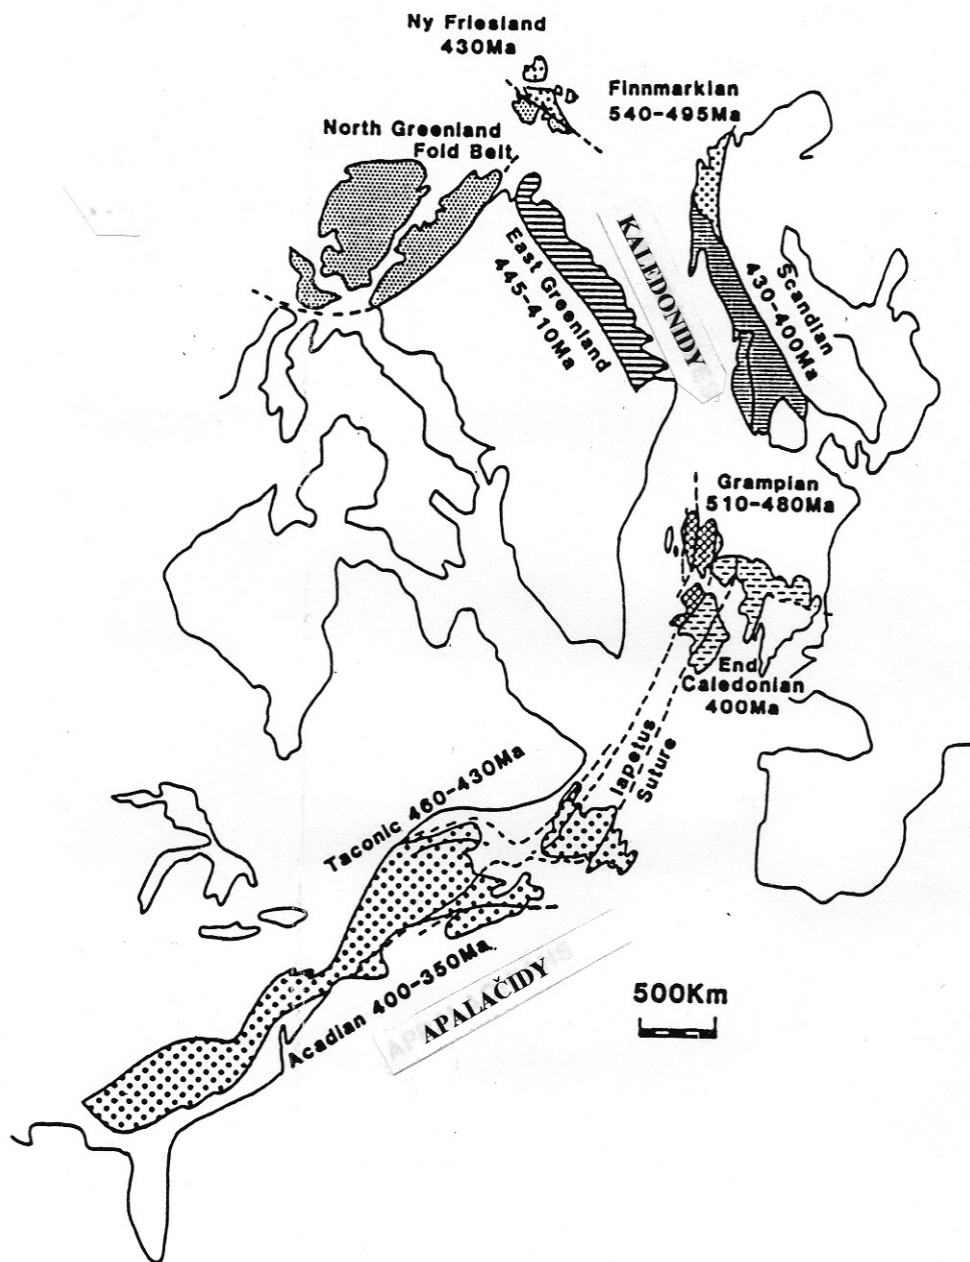 Ny Friesland
430Ma
Finnmarkian
540-495Ma
North Greenland
Fold Belt
KALEDONIDY
East Greenland
445-410Ma
Scandian
430-400Ma
Grampian
510-480Ma
End
Caledonian
400Ma
Iapetus
Suture
Taconic 460-430Ma
Acadian 400-350Ma
APALAČIDY
500Km